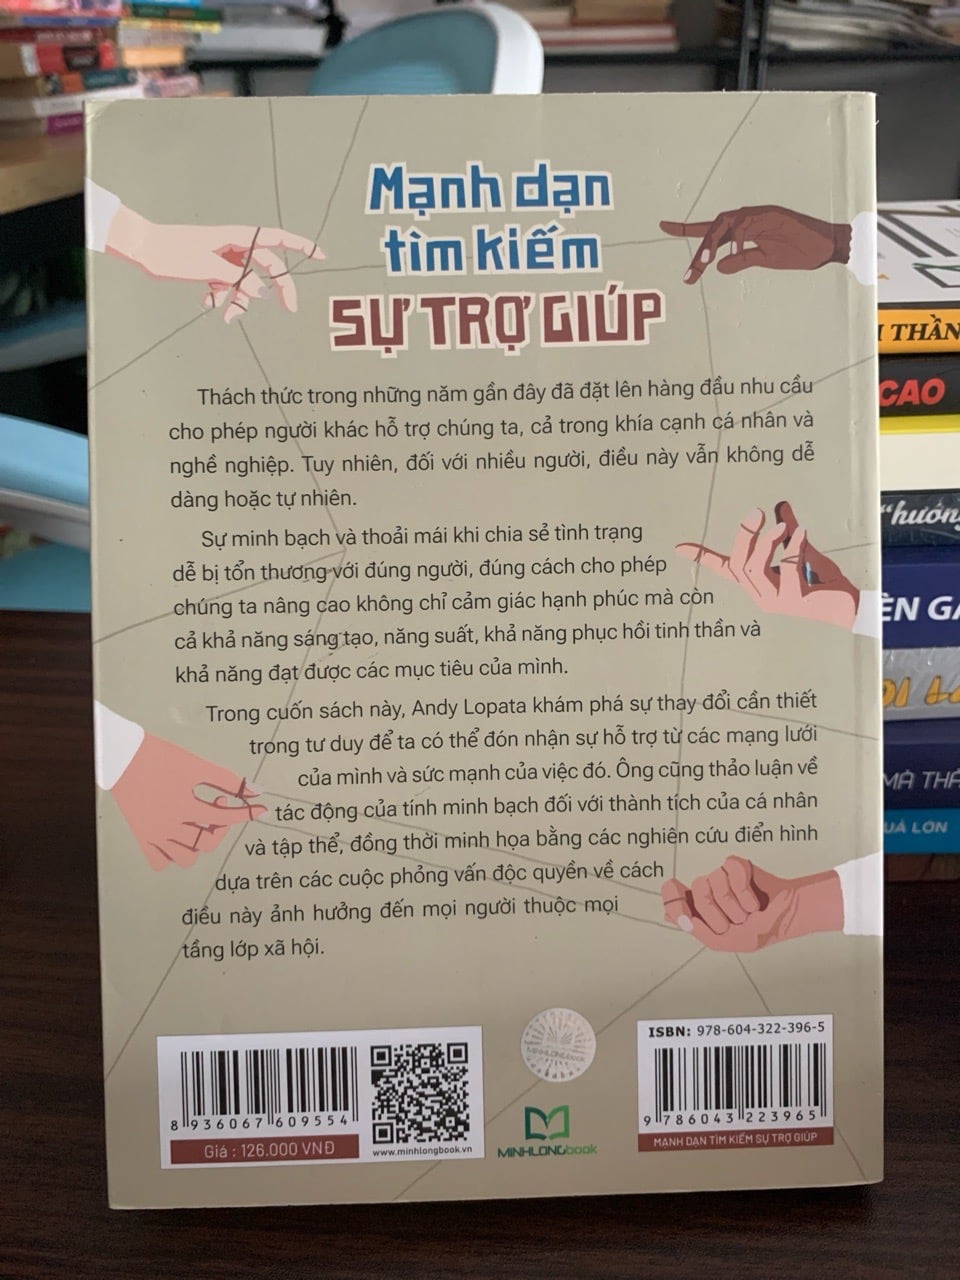 Mạnh dạn
tìm kiếm
SỰ TRỢ GIÚP
Thách thức trong những năm gần đây đã đặt lên hàng đầu nhu cầu
cho phép người khác hỗ trợ chúng ta, cả trong khía cạnh cá nhân và
nghề nghiệp. Tuy nhiên, đối với nhiều người, điều này vẫn không dễ
dàng hoặc tự nhiên.
Sự minh bạch và thoải mái khi chia sẻ tình trạng
dễ bị tổn thương với đúng người, đúng cách cho phép
chúng ta nâng cao không chỉ cảm giác hạnh phúc mà còn
cả khả năng sáng tạo, năng suất, khả năng phục hồi tinh thần và
khả năng đạt được các mục tiêu của mình.
Trong cuốn sách này, Andy Lopata khám phá sự thay đổi cần thiết
trong tư duy để ta có thể đón nhận sự hỗ trợ từ các mạng lưới
của mình và sức mạnh của việc đó. Ông cũng thảo luận về
tác động của tính minh bạch đối với thành tích của cá nhân
và tập thể, đồng thời minh họa bằng các nghiên cứu điển hình
dựa trên các cuộc phỏng vấn độc quyền về cách
điều này ảnh hưởng đến mọi người thuộc mọi
tầng lớp xã hội.
8 936067 609554
Giá : 126.000 VNĐ
www.minhlongbook.vn
MINHLONGbook
MINHLONGbook
ISBN: 978-604-322-396-5
9 786043 223965
MẠNH DẠN TÌM KIẾM SỰ TRỢ GIÚP
THẦN
CAO
"hướng
ÈN GA
MÀ THÁ
UẢ LỚN